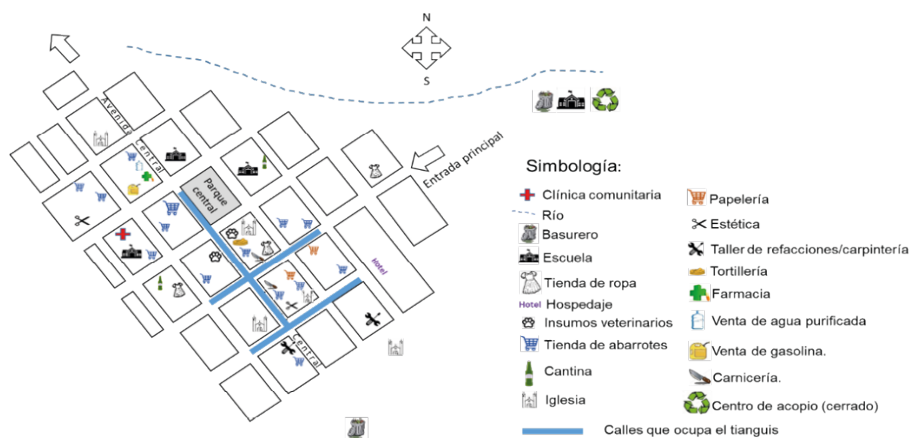 N
S
Avenida
Central
Parque
central
Entrada principal
Hotel
Central
Simbología:
Clínica comunitaria
Río
Basurero
Escuela
Tienda de ropa
Hotel Hospedaje
Insumos veterinarios
Tienda de abarrotes
Cantina
Iglesia
Papelería
Estética
Taller de refacciones/carpintería
Tortillería
Farmacia
Venta de agua purificada
Venta de gasolina.
Carnicería.
Centro de acopio (cerrado)
Calles que ocupa el tianguis